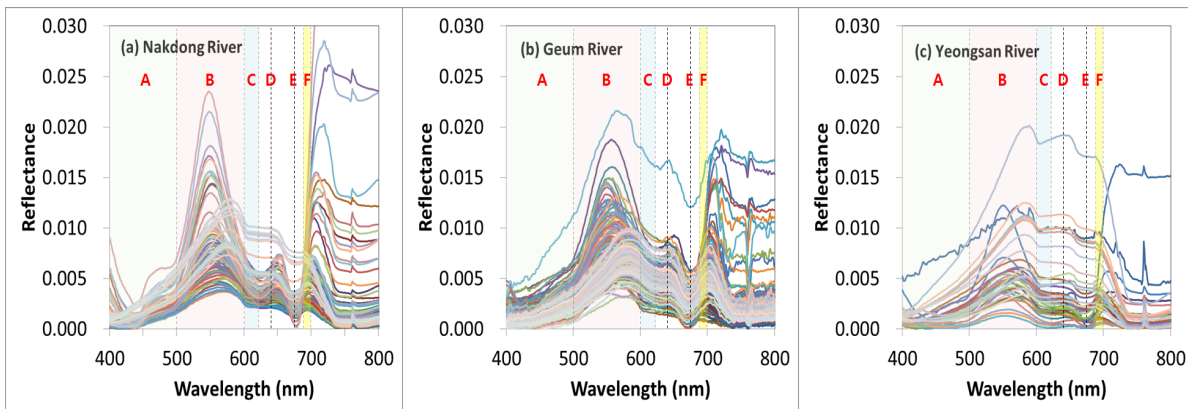 (a) Nakdong River
A B C D E F
Reflectance
0.030
0.025
0.020
0.015
0.010
0.005
0.000
400 500 600 700 800
Wavelength (nm)
(b) Geum River
A B C D E F
Reflectance
0.030
0.025
0.020
0.015
0.010
0.005
0.000
400 500 600 700 800
Wavelength (nm)
(c) Yeongsan River
A B C D E F
Reflectance
0.030
0.025
0.020
0.015
0.010
0.005
0.000
400 500 600 700 800
Wavelength (nm)